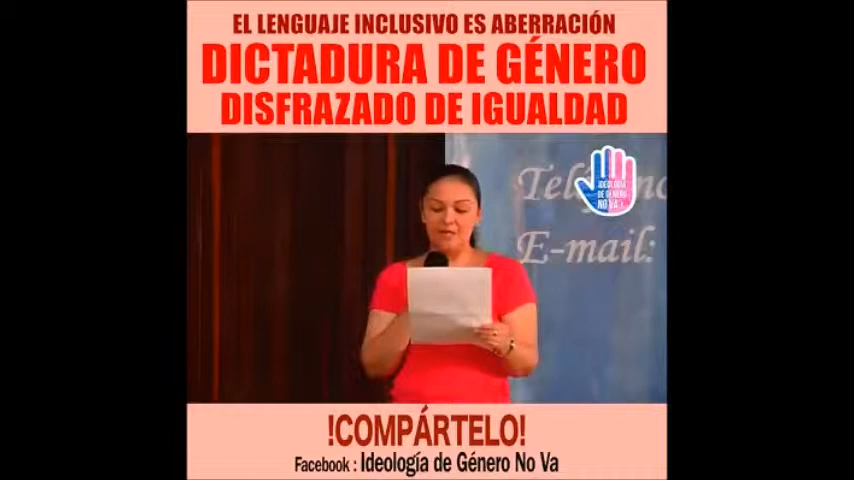 EL LENGUAJE INCLUSIVO ES ABERRACIÓN
DICTADURA DE GÉNERO
DISFRAZADO DE IGUALDAD
IDEOLOGÍA
DE GÉNERO
NO VA
E-mail:
!COMPÁRTELO!
Facebook : Ideología de Género No Va